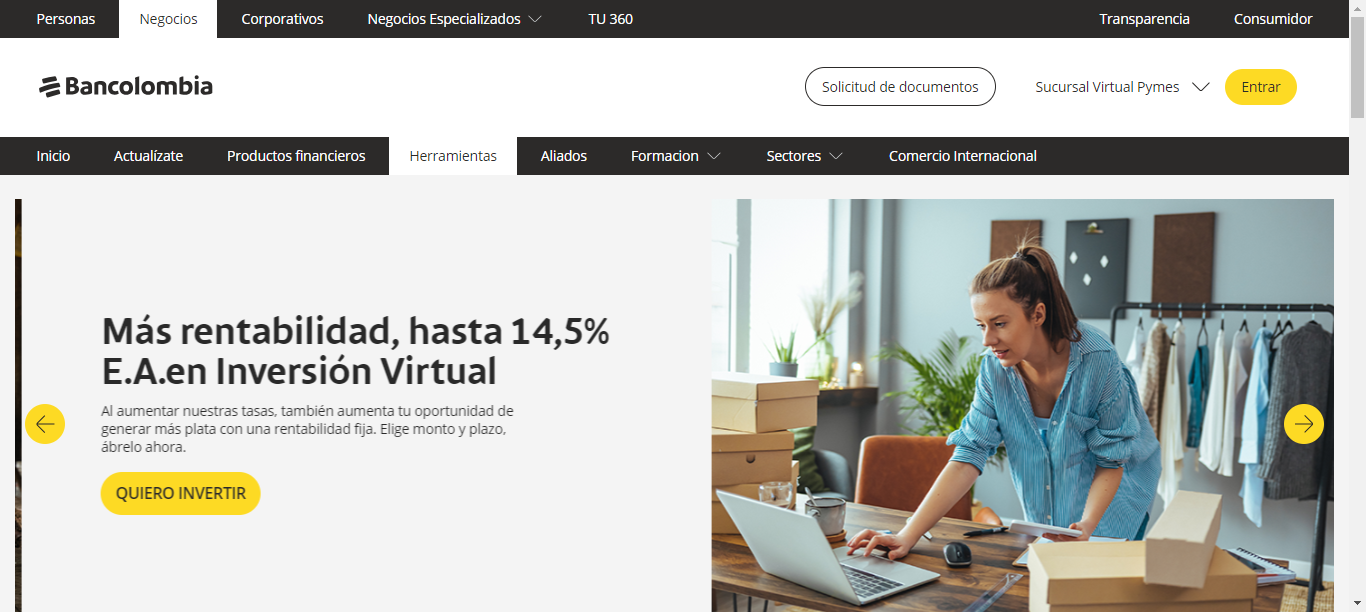 Personas Negocios Corporativos Negocios Especializados TU 360 Transparencia Consumidor
Bancolombia Solicitud de documentos Sucursal Virtual Pymes Entrar
Inicio Actualízate Productos financieros Herramientas Aliados Formacion Sectores Comercio Internacional
Más rentabilidad, hasta 14,5%
E.A.en Inversión Virtual
Al aumentar nuestras tasas, también aumenta tu oportunidad de
generar más plata con una rentabilidad fija. Elige monto y plazo,
ábrelo ahora.
QUIERO INVERTIR